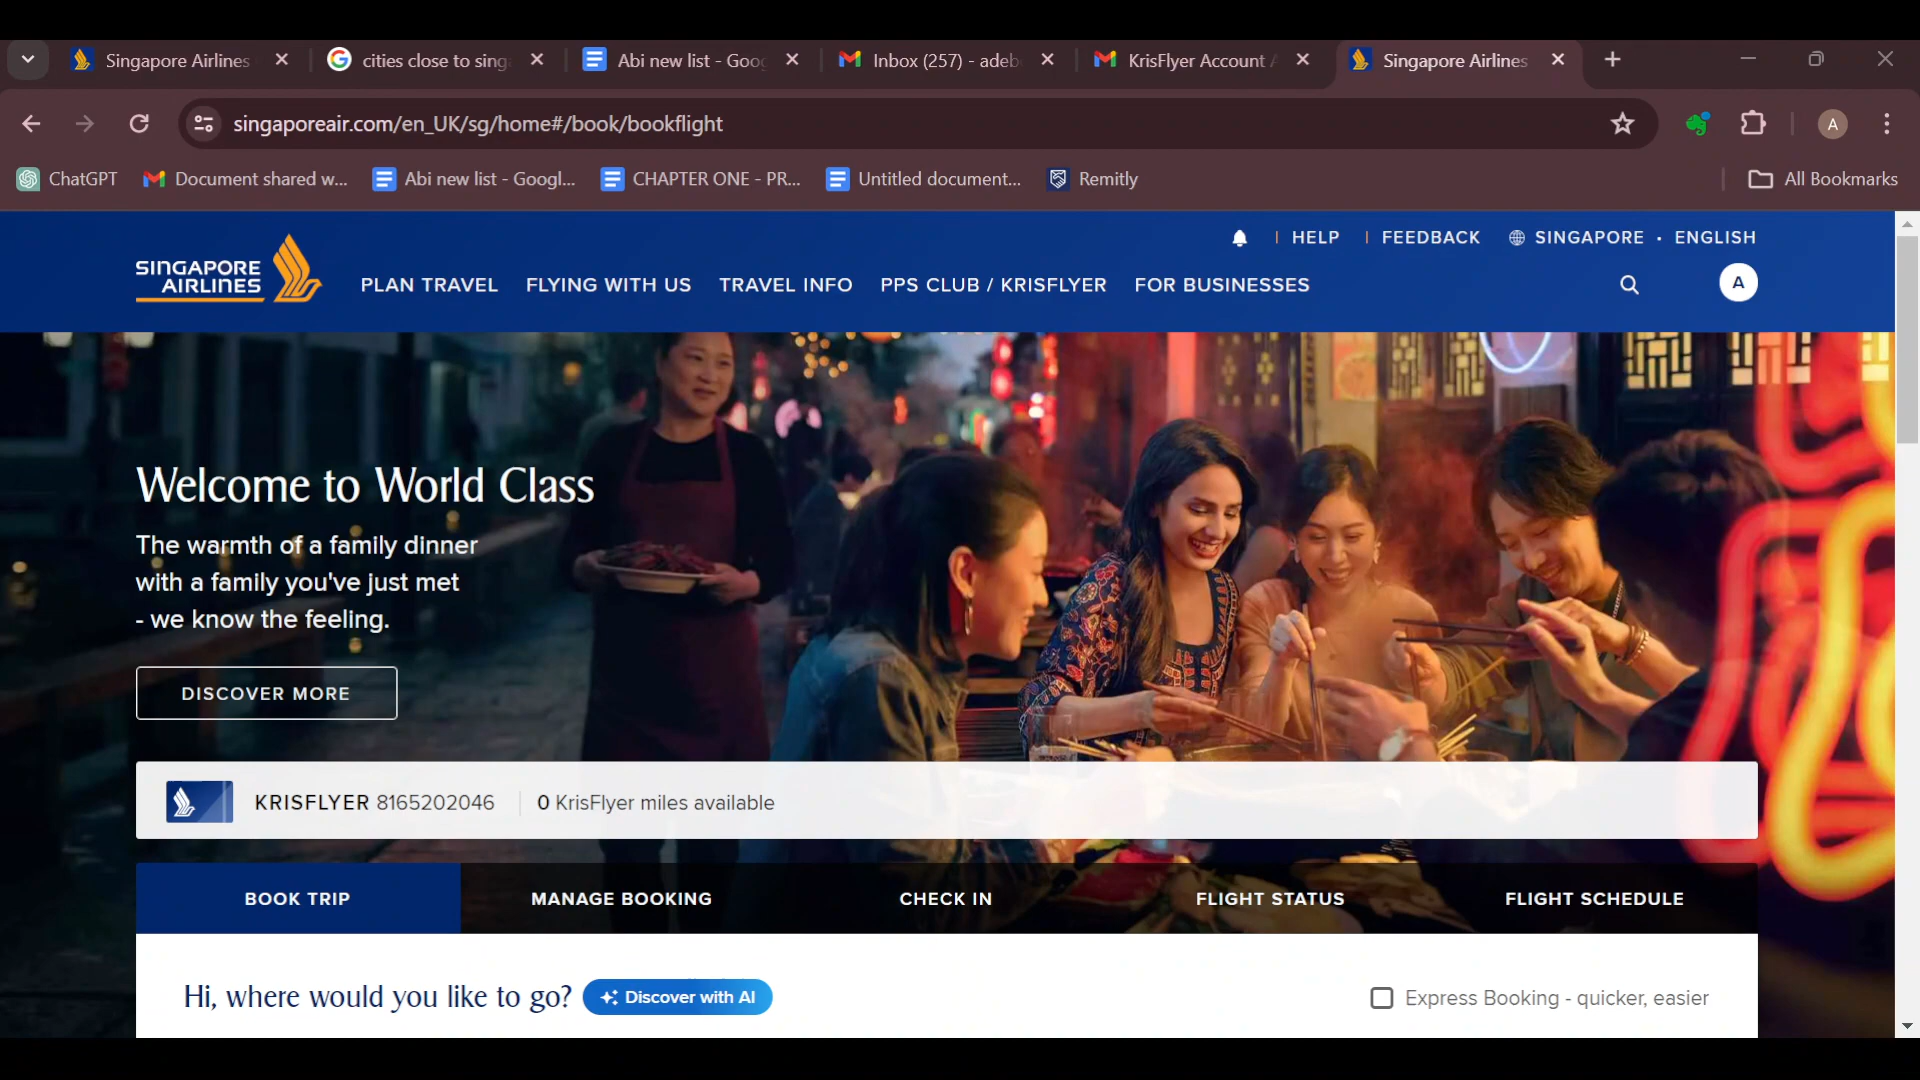 Singapore Airlines
cities close to sing
Abi new list - Goog
Inbox (257) - adeb
KrisFlyer Account A
Singapore Airlines
singaporeair.com/en_UK/sg/home#/book/bookflight
A
ChatGPT
Document shared w...
Abi new list - Googl...
CHAPTER ONE - PR...
Untitled document...
Remitly
All Bookmarks
HELP
FEEDBACK
SINGAPORE • ENGLISH
SINGAPORE
AIRLINES
PLAN TRAVEL
FLYING WITH US
TRAVEL INFO
PPS CLUB / KRISFLYER
FOR BUSINESSES
A
Welcome to World Class
The warmth of a family dinner
with a family you've just met
- we know the feeling.
DISCOVER MORE
KRISFLYER 8165202046
0 KrisFlyer miles available
BOOK TRIP
MANAGE BOOKING
CHECK IN
FLIGHT STATUS
FLIGHT SCHEDULE
Hi, where would you like to go?
Discover with AI
Express Booking - quicker, easier